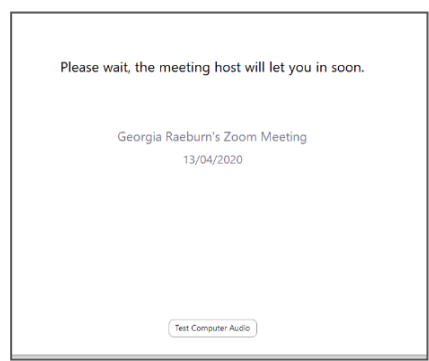 Please wait, the meeting host will let you in soon.
Georgia Raeburn's Zoom Meeting
13/04/2020
Test Computer Audio